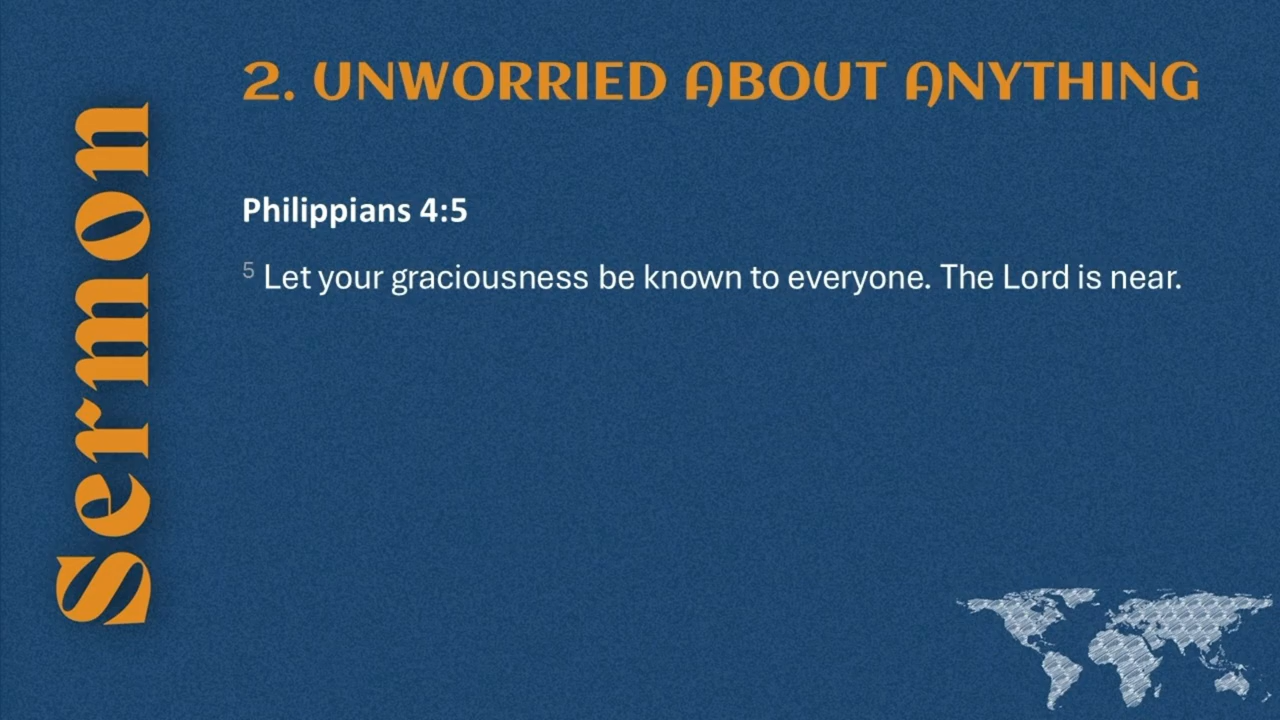 Sermon
2. UNWORRIED ABOUT ANYTHING
Philippians 4:5
5 Let your graciousness be known to everyone. The Lord is near.